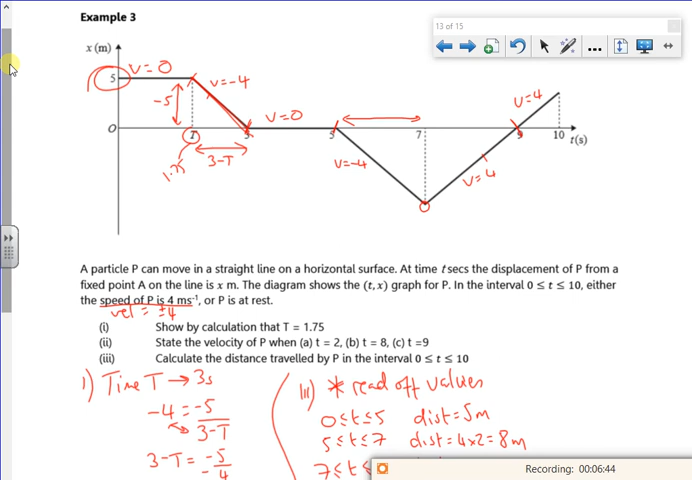 13 of 15
Example 3
x (m)
5
v = 0
v = -4
-5
v = 0
v = 4
O
T
3
5
7
9
10 t(s)
1.75
3-T
v = -4
v = 4
A particle P can move in a straight line on a horizontal surface. At time t secs the displacement of P from a
fixed point A on the line is x m. The diagram shows the (t, x) graph for P. In the interval 0 ≤ t ≤ 10, either
the speed of P is 4 ms⁻¹, or P is at rest.
vel = ±4
(i) Show by calculation that T = 1.75
(ii) State the velocity of P when (a) t = 2, (b) t = 8, (c) t =9
(iii) Calculate the distance travelled by P in the interval 0 ≤ t ≤ 10
i) Time T → 3s
-4 = -5
3-T
3-T = -5
-4
iii) * read off values
0≤t≤5 dist = 5m
5≤t≤7 dist = 4×2 = 8m
7≤t≤
Recording: 00:06:44